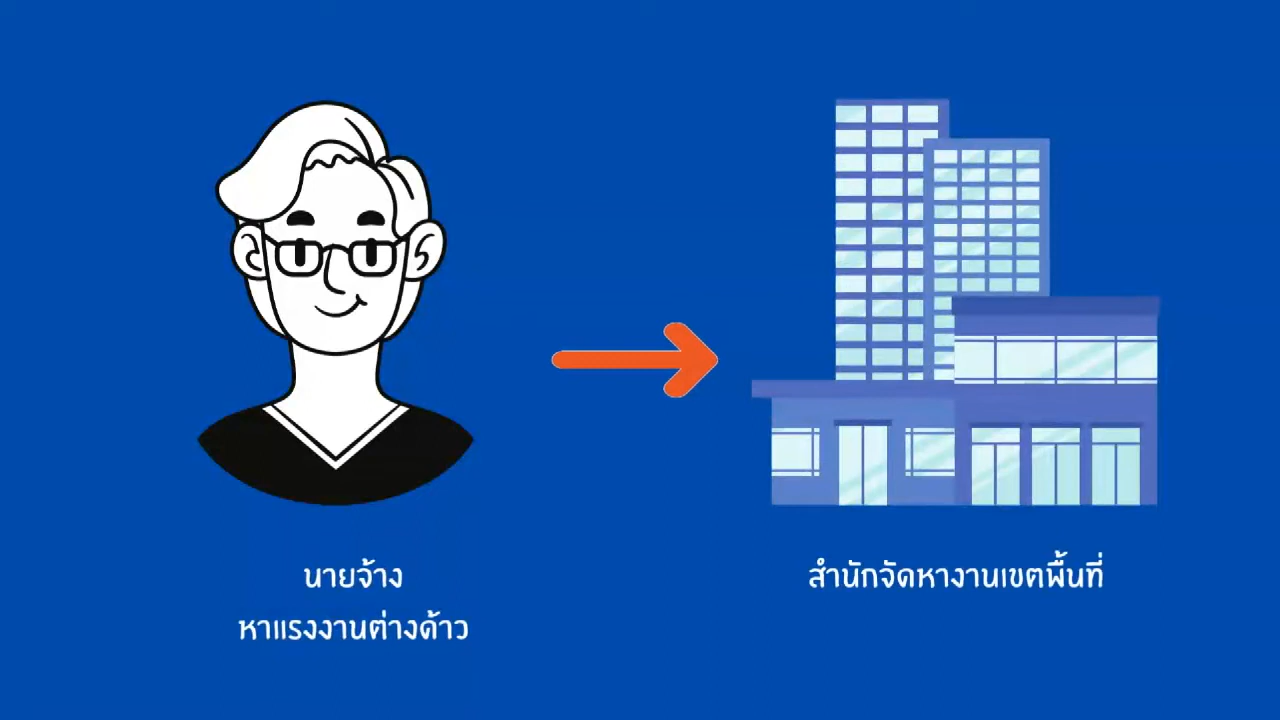 นายจ้าง
หาแรงงานต่างด้าว
สำนักจัดหางานเขตพื้นที่